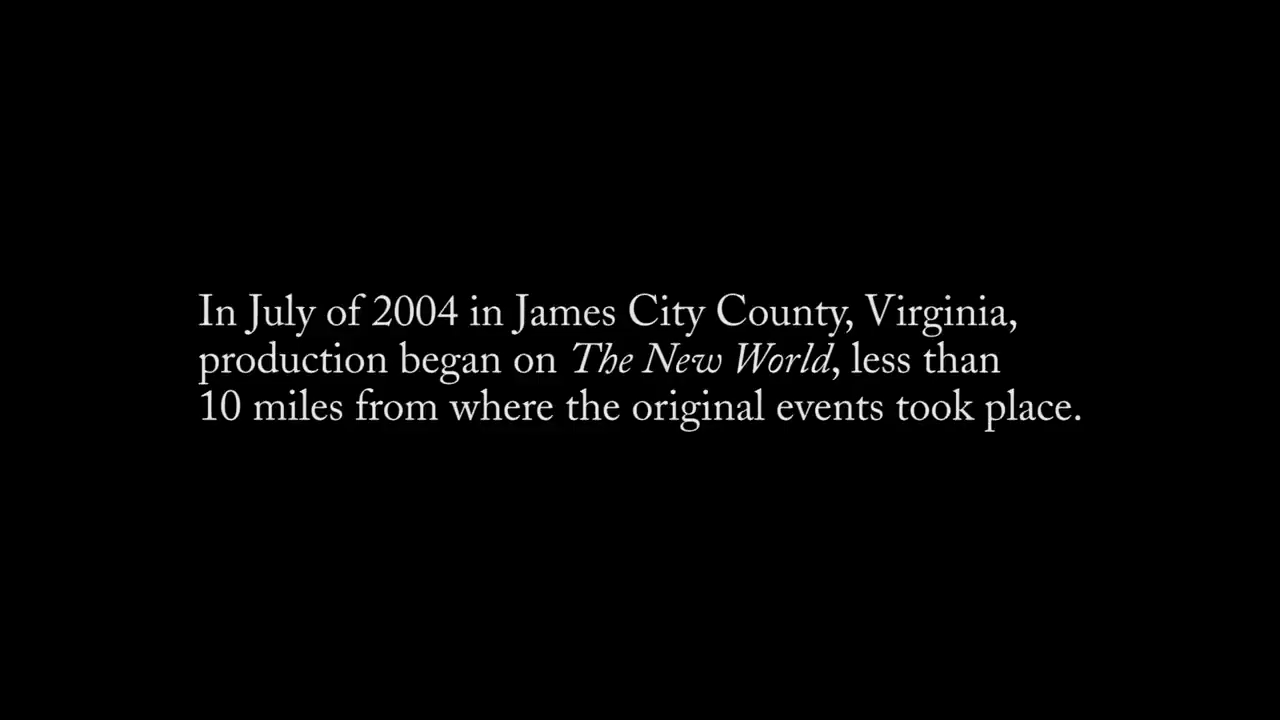 In July of 2004 in James City County, Virginia,
production began on The New World, less than
10 miles from where the original events took place.